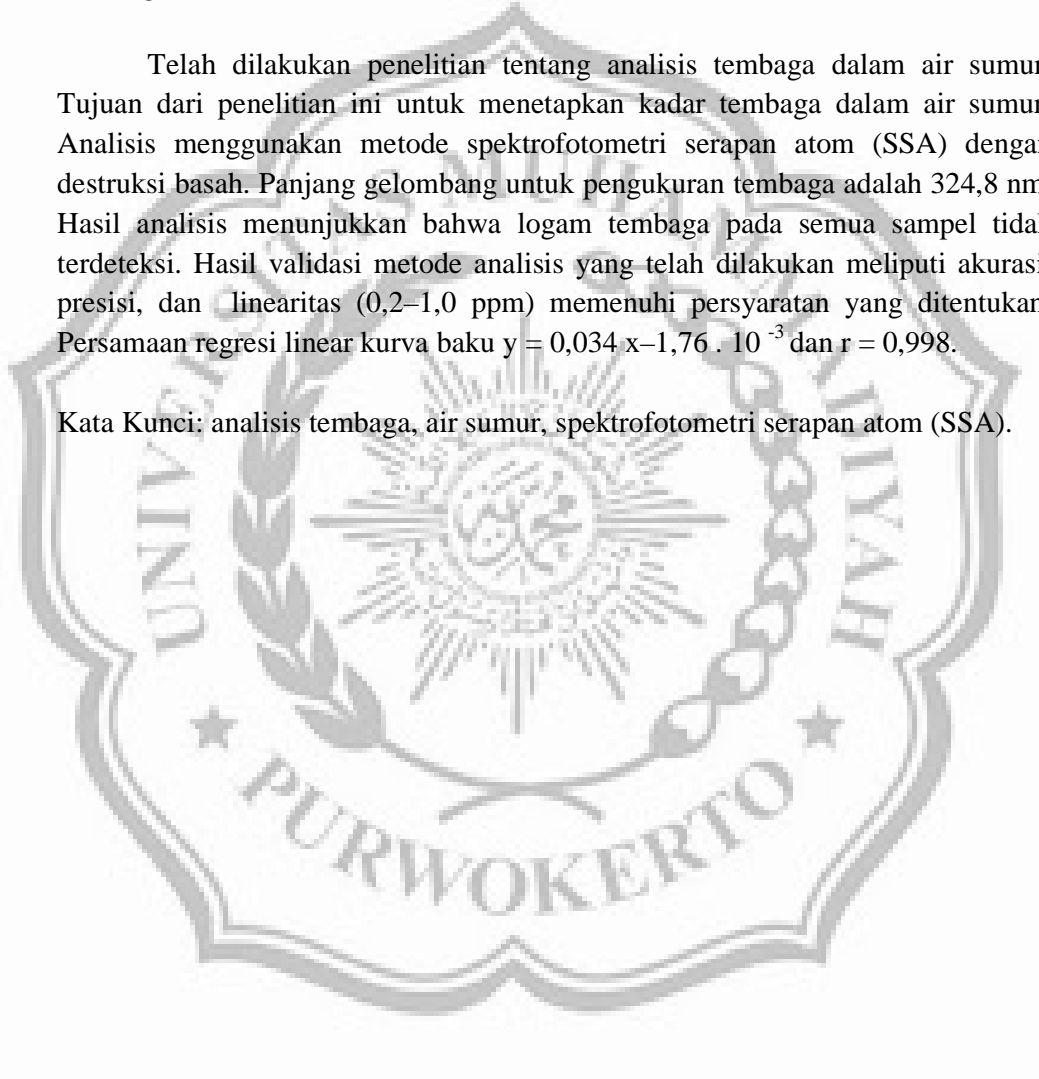 Telah dilakukan penelitian tentang analisis tembaga dalam air sumur
Tujuan dari penelitian ini untuk menetapkan kadar tembaga dalam air sumur
Analisis menggunakan metode spektrofotometri serapan atom (SSA) dengan
destruksi basah. Panjang gelombang untuk pengukuran tembaga adalah 324,8 nm
Hasil analisis menunjukkan bahwa logam tembaga pada semua sampel tidak
terdeteksi. Hasil validasi metode analisis yang telah dilakukan meliputi akurasi
presisi, dan linearitas (0,2–1,0 ppm) memenuhi persyaratan yang ditentukan
Persamaan regresi linear kurva baku y = 0,034 x–1,76 . 10 ⁻³ dan r = 0,998.
Kata Kunci: analisis tembaga, air sumur, spektrofotometri serapan atom (SSA).
UNIVERSITAS MUHAMMADIYAH
PURWOKERTO